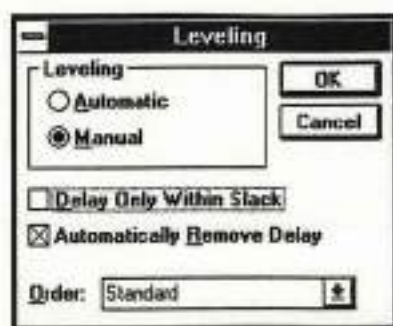 Leveling
Leveling
Automatic
Manual
OK
Cancel
Delay Only Within Slack
Automatically Remove Delay
Order: Standard